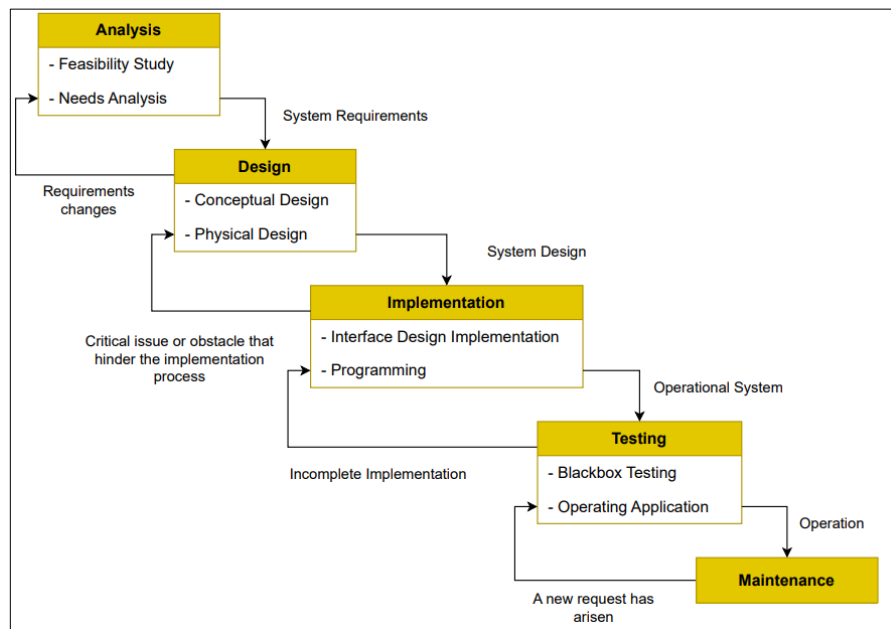 Analysis
- Feasibility Study
- Needs Analysis
System Requirements
Design
Requirements
changes
- Conceptual Design
- Physical Design
System Design
Implementation
Critical issue or obstacle that
hinder the implementation
process
- Interface Design Implementation
- Programming
Operational System
Testing
Incomplete Implementation
- Blackbox Testing
- Operating Application
Operation
Maintenance
A new request has
arisen